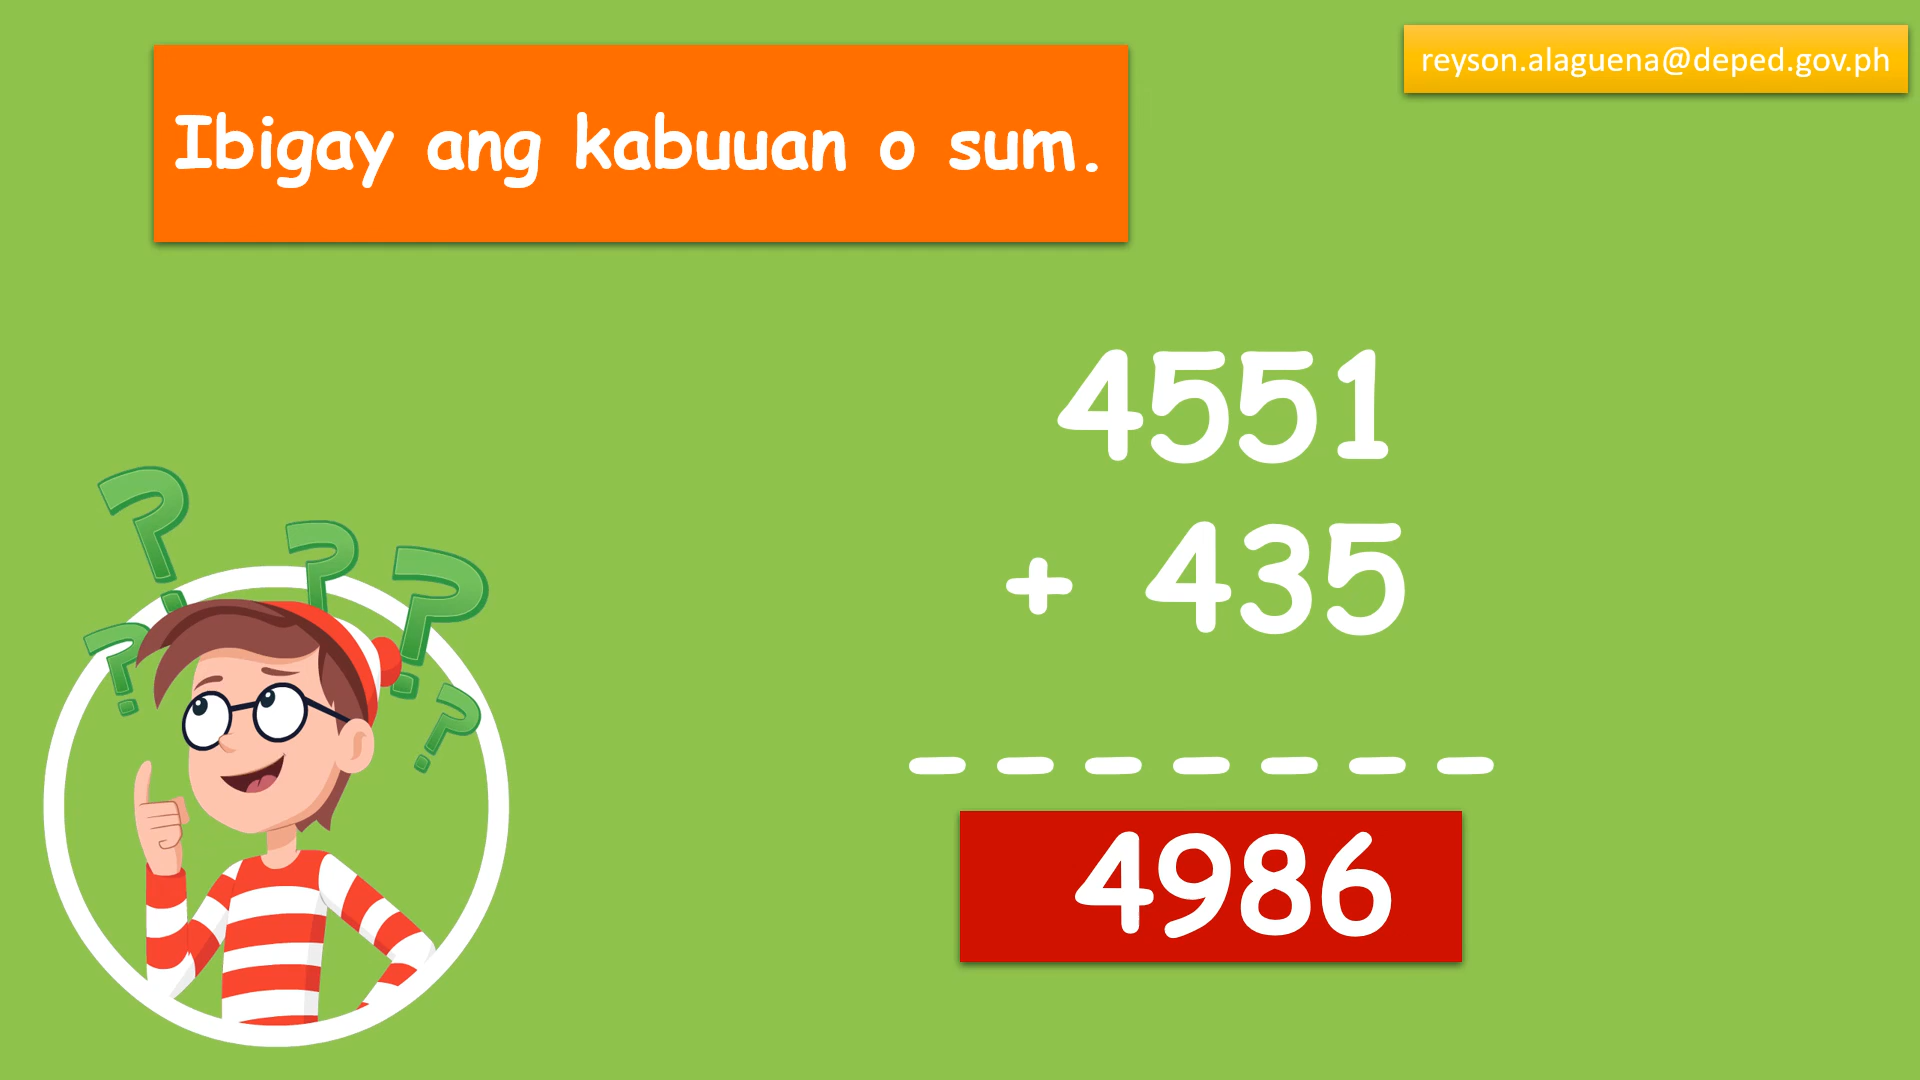 reyson.alaguena@deped.gov.ph
Ibigay ang kabuuan o sum.
4551
+ 435
_ _ _ _ _ _ _
4986